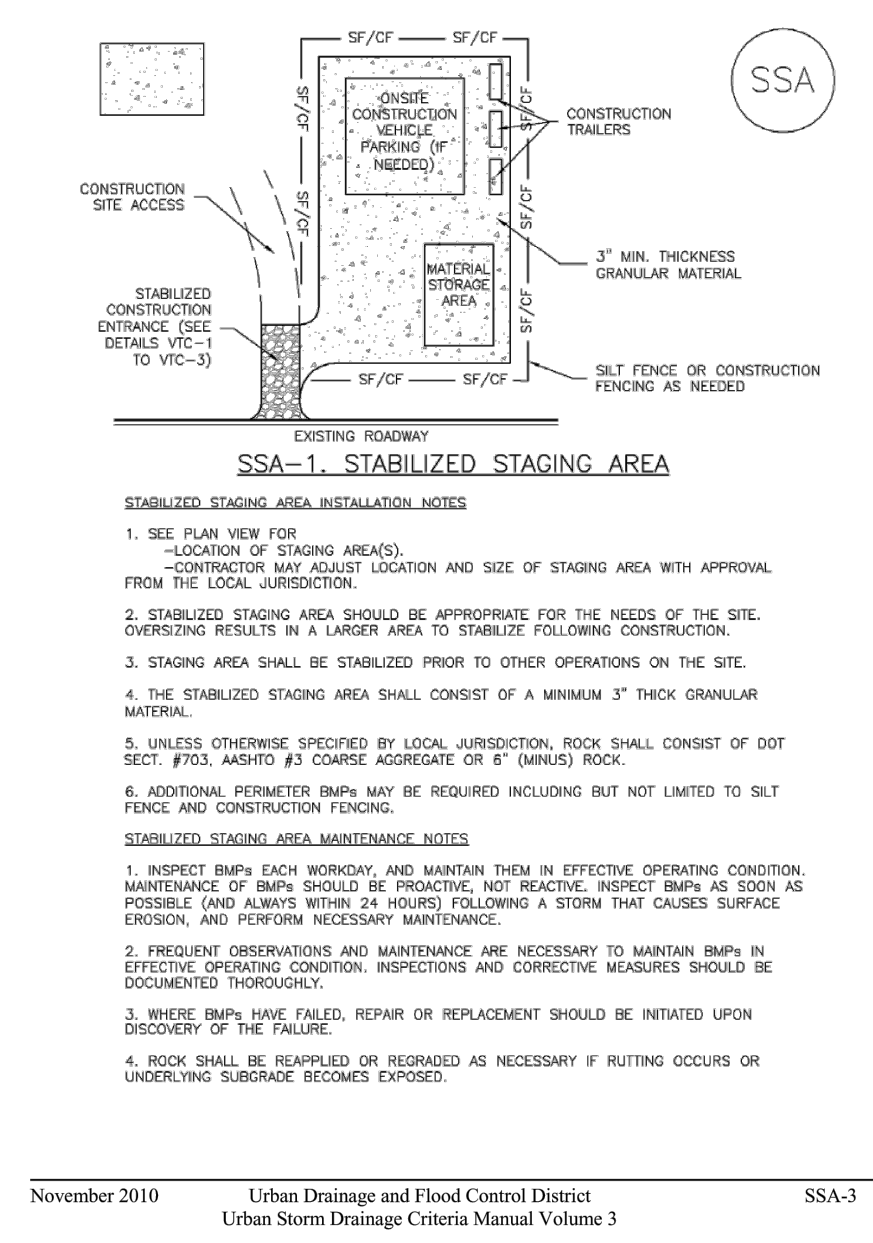 SF/CF SF/CF
SSA
SF/CF
SF/CF
ONSITE
CONSTRUCTION
VEHICLE
PARKING (IF
NEEDED)
CONSTRUCTION
TRAILERS
CONSTRUCTION
SITE ACCESS
SF/CF
SF/CF
3" MIN. THICKNESS
GRANULAR MATERIAL
MATERIAL
STORAGE
AREA
STABILIZED
CONSTRUCTION
ENTRANCE (SEE
DETAILS VTC-1
TO VTC-3)
SF/CF
SILT FENCE OR CONSTRUCTION
FENCING AS NEEDED
SF/CF SF/CF
EXISTING ROADWAY
SSA-1. STABILIZED STAGING AREA
STABILIZED STAGING AREA INSTALLATION NOTES
1. SEE PLAN VIEW FOR
-LOCATION OF STAGING AREA(S).
-CONTRACTOR MAY ADJUST LOCATION AND SIZE OF STAGING AREA WITH APPROVAL
FROM THE LOCAL JURISDICTION.
2. STABILIZED STAGING AREA SHOULD BE APPROPRIATE FOR THE NEEDS OF THE SITE.
OVERSIZING RESULTS IN A LARGER AREA TO STABILIZE FOLLOWING CONSTRUCTION.
3. STAGING AREA SHALL BE STABILIZED PRIOR TO OTHER OPERATIONS ON THE SITE.
4. THE STABILIZED STAGING AREA SHALL CONSIST OF A MINIMUM 3" THICK GRANULAR
MATERIAL.
5. UNLESS OTHERWISE SPECIFIED BY LOCAL JURISDICTION, ROCK SHALL CONSIST OF DOT
SECT. #703, AASHTO #3 COARSE AGGREGATE OR 6" (MINUS) ROCK.
6. ADDITIONAL PERIMETER BMPs MAY BE REQUIRED INCLUDING BUT NOT LIMITED TO SILT
FENCE AND CONSTRUCTION FENCING.
STABILIZED STAGING AREA MAINTENANCE NOTES
1. INSPECT BMPs EACH WORKDAY, AND MAINTAIN THEM IN EFFECTIVE OPERATING CONDITION.
MAINTENANCE OF BMPs SHOULD BE PROACTIVE, NOT REACTIVE. INSPECT BMPs AS SOON AS
POSSIBLE (AND ALWAYS WITHIN 24 HOURS) FOLLOWING A STORM THAT CAUSES SURFACE
EROSION, AND PERFORM NECESSARY MAINTENANCE.
2. FREQUENT OBSERVATIONS AND MAINTENANCE ARE NECESSARY TO MAINTAIN BMPs IN
EFFECTIVE OPERATING CONDITION. INSPECTIONS AND CORRECTIVE MEASURES SHOULD BE
DOCUMENTED THOROUGHLY.
3. WHERE BMPs HAVE FAILED, REPAIR OR REPLACEMENT SHOULD BE INITIATED UPON
DISCOVERY OF THE FAILURE.
4. ROCK SHALL BE REAPPLIED OR REGRADED AS NECESSARY IF RUTTING OCCURS OR
UNDERLYING SUBGRADE BECOMES EXPOSED.
November 2010 Urban Drainage and Flood Control District SSA-3
Urban Storm Drainage Criteria Manual Volume 3